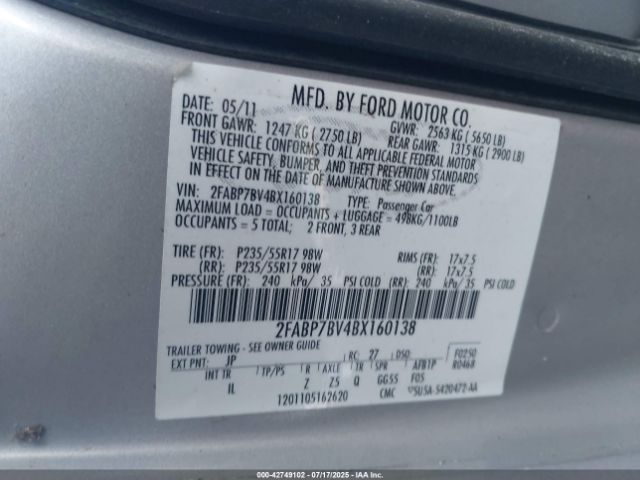 MFD. BY FORD MOTOR CO.
DATE: 05/11 GVWR: 2563 KG ( 5650 LB)
FRONT GAWR: 1247 KG ( 2750 LB) REAR GAWR: 1315 KG ( 2900 LB)
THIS VEHICLE CONFORMS TO ALL APPLICABLE FEDERAL MOTOR
VEHICLE SAFETY, BUMPER, AND THEFT PREVENTION STANDARDS
IN EFFECT ON THE DATE OF MANUFACTURE SHOWN ABOVE.
VIN: 2FABP7BV4BX160138 TYPE: Passenger Car
MAXIMUM LOAD = OCCUPANTS + LUGGAGE = 498KG/1100LB
OCCUPANTS = 5 TOTAL; 2 FRONT, 3 REAR
TIRE (FR): P235/55R17 98W RIMS (FR): 17x7.5
(RR): P235/55R17 98W (RR): 17x7.5
PRESSURE (FR): 240 kPa/ 35 PSI COLD (RR): 240 kPa/ 35 PSI COLD
2FABP7BV4BX160138
TRAILER TOWING - SEE OWNER GUIDE
EXT PNT: JP RC: 27 DSO: F0250
R0468
INT TR TP/PS R AXLE TR SPR AFB1P
IL Z Z5 Q GG55 FOS
1201105162620 CMC 5U5A-5420472-AA
000-42749102 | 07/17/2025 | IAAI.COM